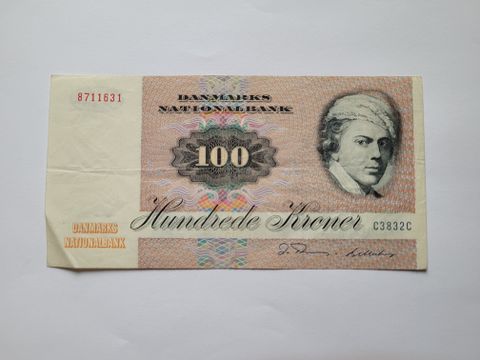 8711631
DANMARKS
NATIONALBANK
100
Hundrede Kroner
C3832C
DANMARKS
NATIONALBANK